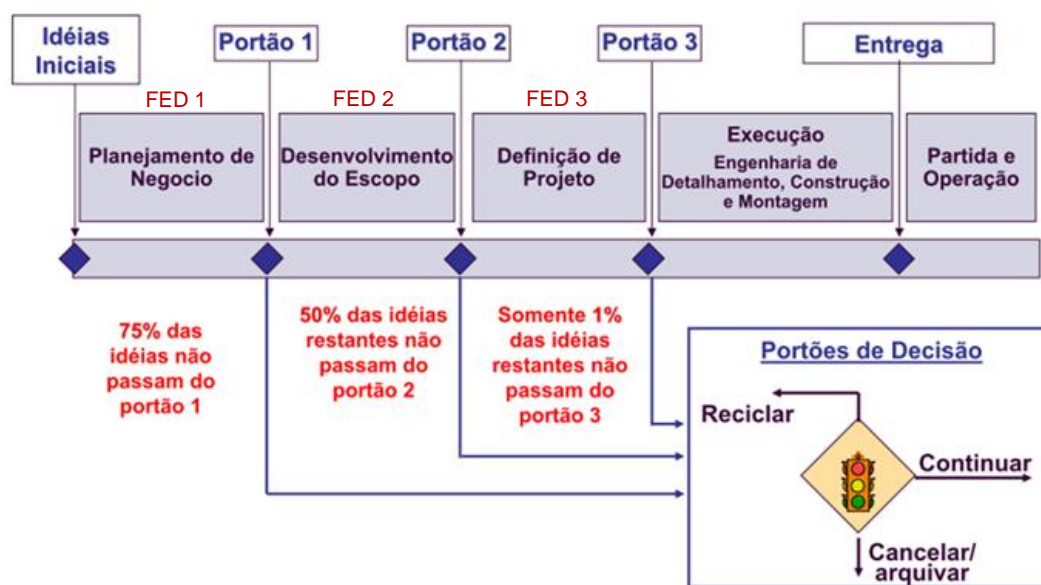 Idéias
Iniciais
Portão 1
Portão 2
Portão 3
Entrega
FED 1
FED 2
FED 3
Planejamento de
Negocio
Desenvolvimento
do Escopo
Definição de
Projeto
Execução
Engenharia de
Detalhamento, Construção
e Montagem
Partida e
Operação
75% das
idéias não
passam do
portão 1
50% das idéias
restantes não
passam do
portão 2
Somente 1%
das idéias
restantes não
passam do
portão 3
Portões de Decisão
Reciclar
Continuar
Cancelar/
arquivar